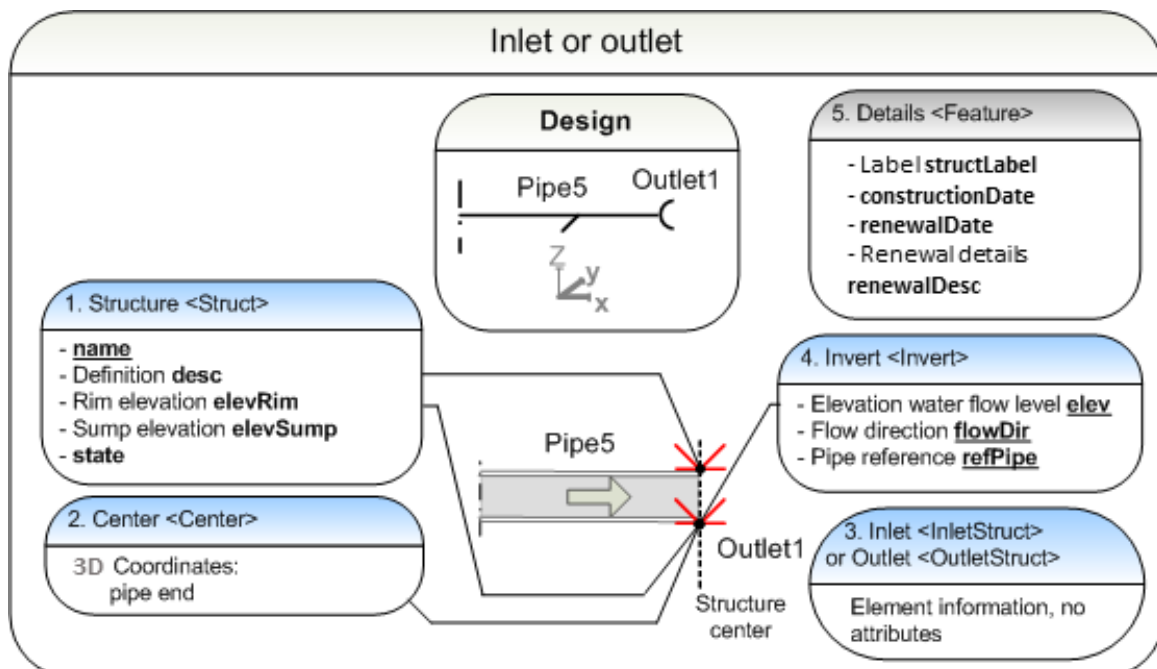 Inlet or outlet
Design
Pipe5
Outlet1
Z
y
x
5. Details <Feature>
- Label structLabel
- constructionDate
- renewalDate
- Renewal details
renewalDesc
1. Structure <Struct>
- name
- Definition desc
- Rim elevation elevRim
- Sump elevation elevSump
- state
2. Center <Center>
3D Coordinates:
pipe end
Pipe5
Outlet1
Structure
center
4. Invert <Invert>
- Elevation water flow level elev
- Flow direction flowDir
- Pipe reference refPipe
3. Inlet <InletStruct>
or Outlet <OutletStruct>
Element information, no
attributes